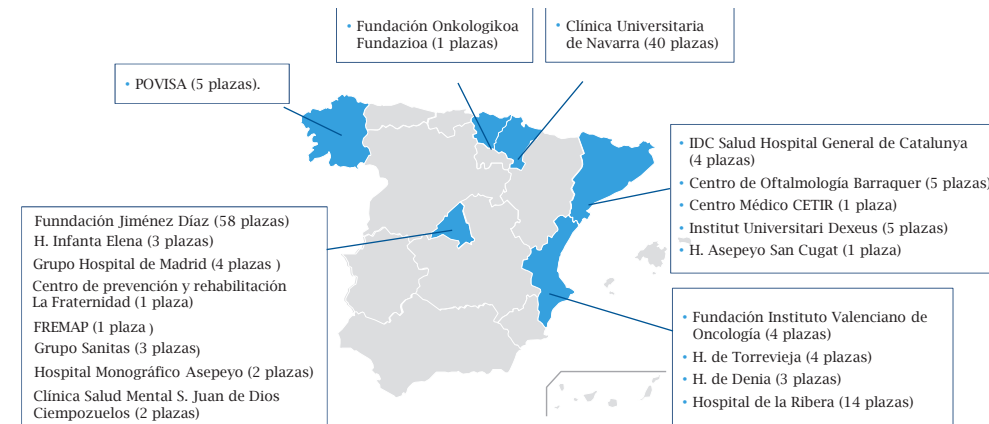 • Fundación Onkologikoa
Fundazioa (1 plazas)
• Clínica Universitaria
de Navarra (40 plazas)
• POVISA (5 plazas).
• IDC Salud Hospital General de Catalunya
(4 plazas)
• Centro de Oftalmología Barraquer (5 plazas)
• Centro Médico CETIR (1 plaza)
• Institut Universitari Dexeus (5 plazas)
• H. Asepeyo San Cugat (1 plaza)
Funndación Jiménez Díaz (58 plazas)
H. Infanta Elena (3 plazas)
Grupo Hospital de Madrid (4 plazas )
Centro de prevención y rehabilitación
La Fraternidad (1 plaza)
FREMAP (1 plaza )
Grupo Sanitas (3 plazas)
Hospital Monográfico Asepeyo (2 plazas)
Clínica Salud Mental S. Juan de Dios
Ciempozuelos (2 plazas)
• Fundación Instituto Valenciano de
Oncología (4 plazas)
• H. de Torrevieja (4 plazas)
• H. de Denia (3 plazas)
• Hospital de la Ribera (14 plazas)